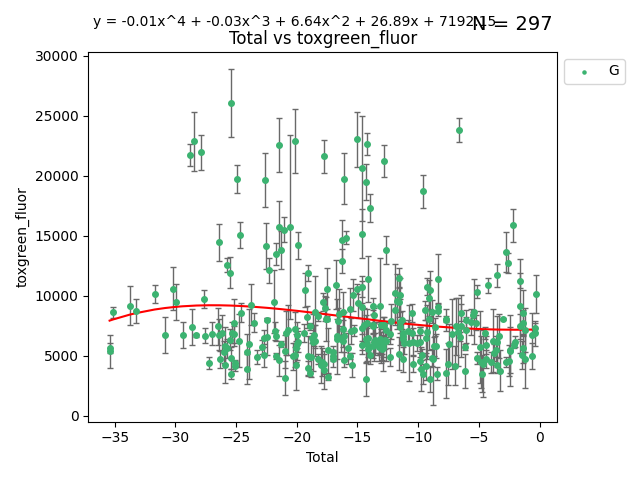 y = -0.01x^4 + -0.03x^3 + 6.64x^2 + 26.89x + 7192.15
N = 297
Total vs toxgreen_fluor
G
30000
25000
20000
15000
10000
5000
0
toxgreen_fluor
−35 −30 −25 −20 −15 −10 −5 0
Total